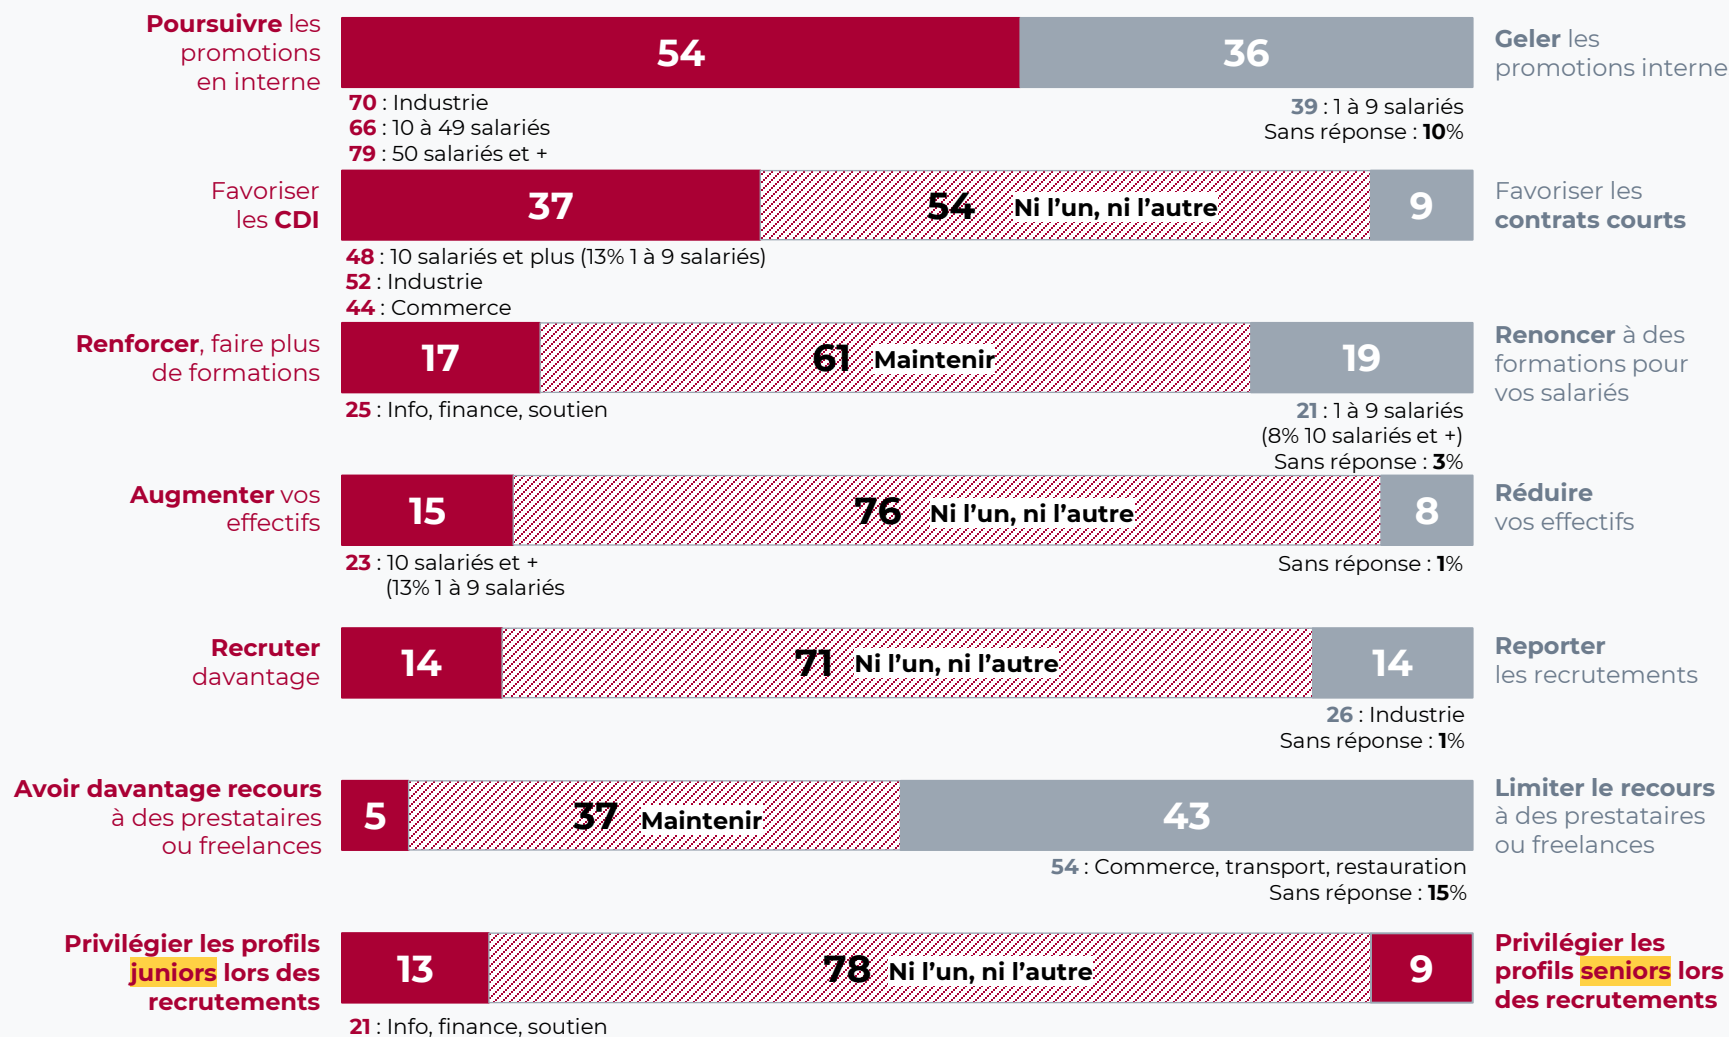 Poursuivre les
promotions
en interne
54
36
Geler les
promotions interne
70 : Industrie
66 : 10 à 49 salariés
79 : 50 salariés et +
39 : 1 à 9 salariés
Sans réponse : 10%
Favoriser
les CDI
37
54 Ni l'un, ni l'autre
9
Favoriser les
contrats courts
48 : 10 salariés et plus (13% 1 à 9 salariés)
52 : Industrie
44 : Commerce
Renforcer, faire plus
de formations
17
61 Maintenir
19
Renoncer à des
formations pour
vos salariés
25 : Info, finance, soutien
21 : 1 à 9 salariés
(8% 10 salariés et +)
Sans réponse : 3%
Augmenter vos
effectifs
15
76 Ni l'un, ni l'autre
8
Réduire
vos effectifs
23 : 10 salariés et +
(13% 1 à 9 salariés
Sans réponse : 1%
Recruter
davantage
14
71 Ni l'un, ni l'autre
14
Reporter
les recrutements
26 : Industrie
Sans réponse : 1%
Avoir davantage recours
à des prestataires
ou freelances
5
37 Maintenir
43
Limiter le recours
à des prestataires
ou freelances
54 : Commerce, transport, restauration
Sans réponse : 15%
Privilégier les profils
juniors lors des
recrutements
13
78 Ni l'un, ni l'autre
9
Privilégier les
profils seniors lors
des recrutements
21 : Info, finance, soutien